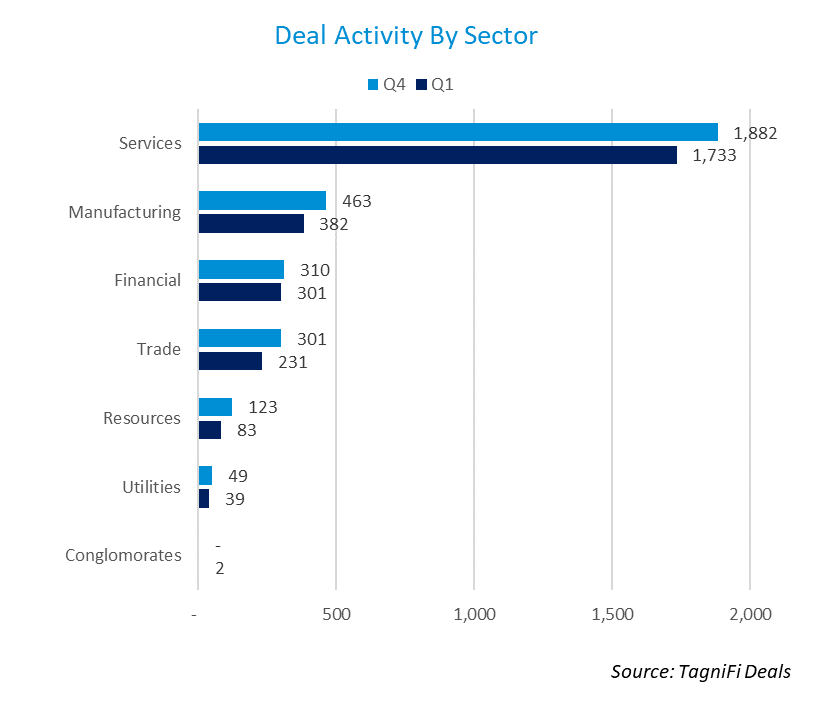 Deal Activity By Sector
Q4 Q1
Services 1,882
1,733
Manufacturing 463
382
Financial 310
301
Trade 301
231
Resources 123
83
Utilities 49
39
Conglomorates -
2
- 500 1,000 1,500 2,000
Source: TagniFi Deals